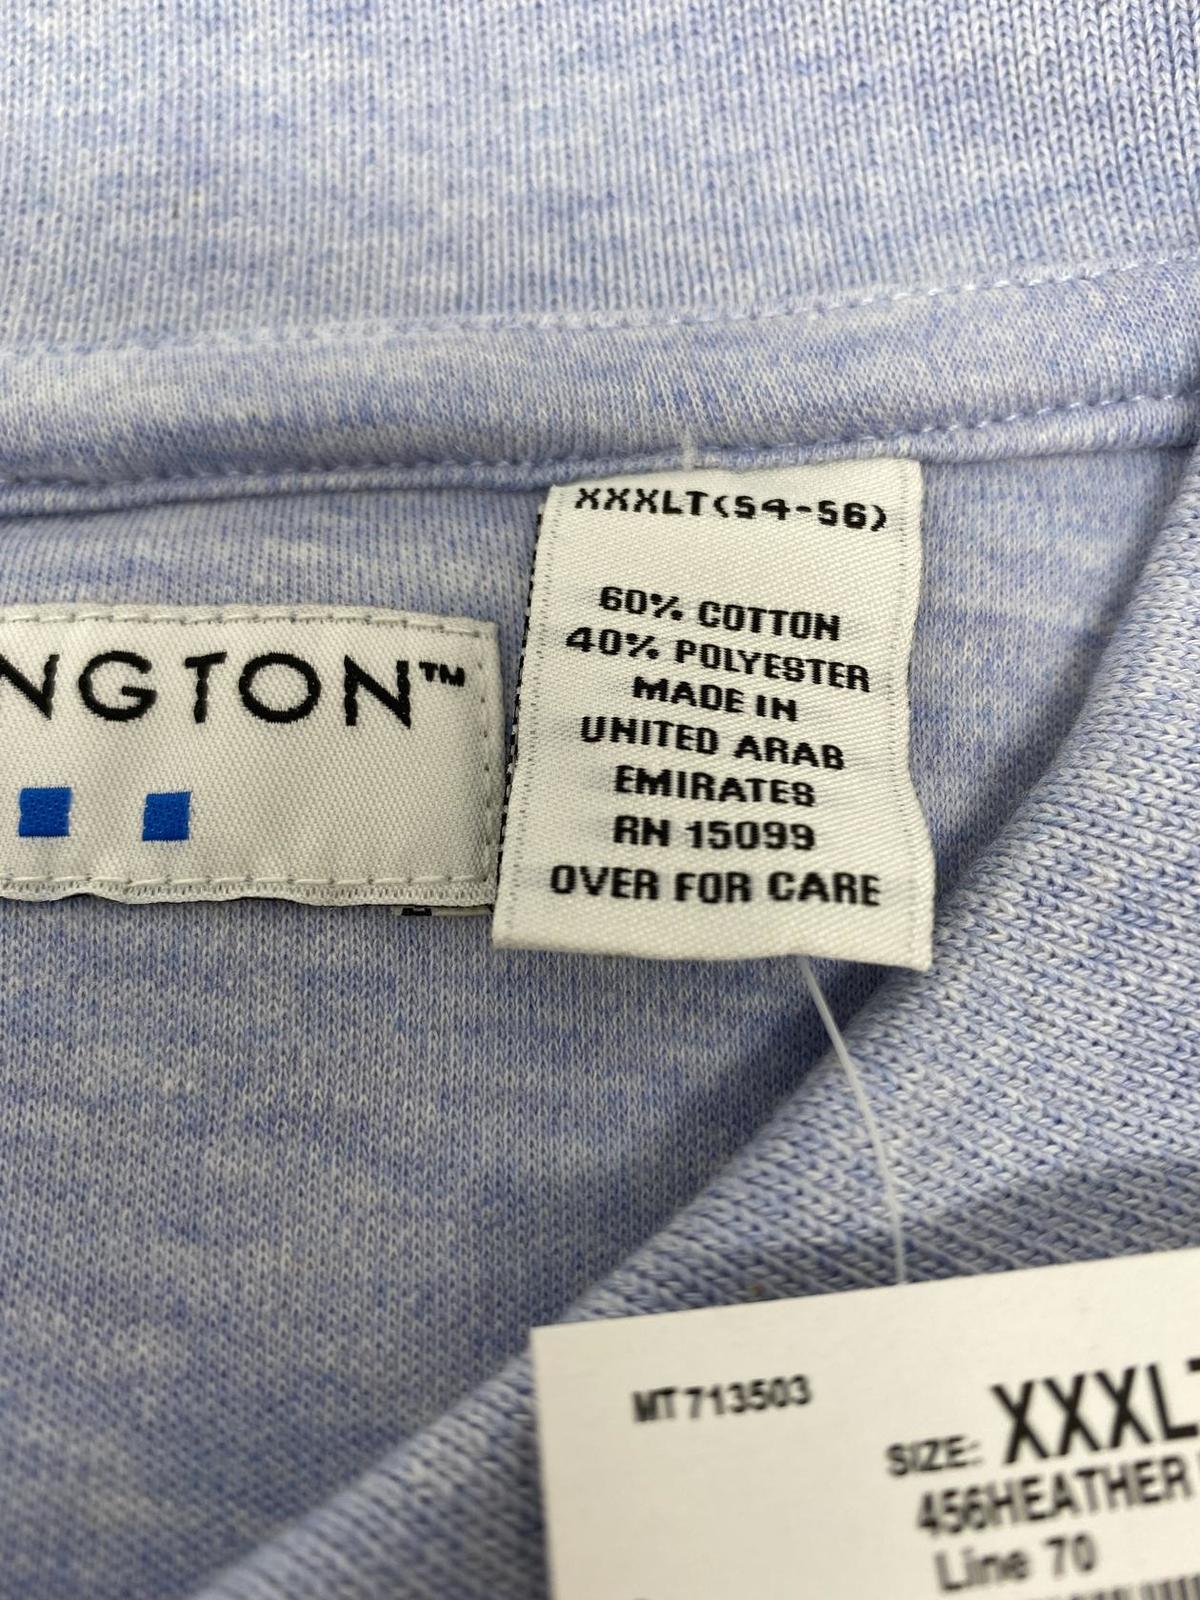 XXXLT(54-56)
60% COTTON
40% POLYESTER
MADE IN
UNITED ARAB
EMIRATES
RN 15099
OVER FOR CARE
NGTON™
MT713503
SIZE: XXXLT
456HEATHER
Line 70